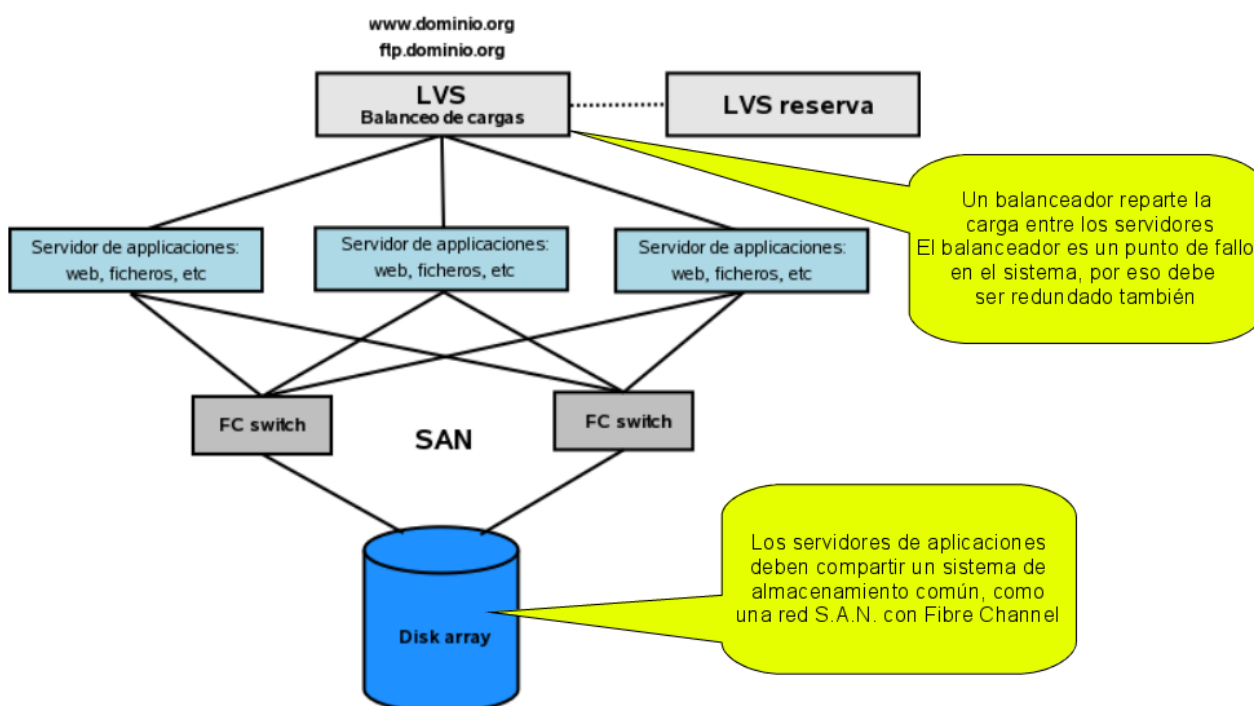 www.dominio.org
ftp.dominio.org
LVS
Balanceo de cargas
LVS reserva
Un balanceador reparte la
carga entre los servidores
El balanceador es un punto de fallo
en el sistema, por eso debe
ser redundado también
Servidor de applicaciones:
web, ficheros, etc
Servidor de applicaciones:
web, ficheros, etc
Servidor de applicaciones:
web, ficheros, etc
FC switch
SAN
FC switch
Los servidores de aplicaciones
deben compartir un sistema de
almacenamiento común, como
una red S.A.N. con Fibre Channel
Disk array